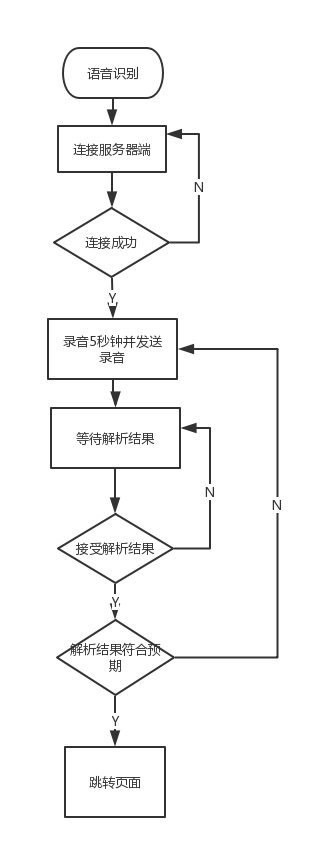 语音识别
连接服务器端
N
连接成功
Y
录音5秒钟并发送
录音
等待解析结果
N
N
接受解析结果
Y
解析结果符合预
期
Y
跳转页面